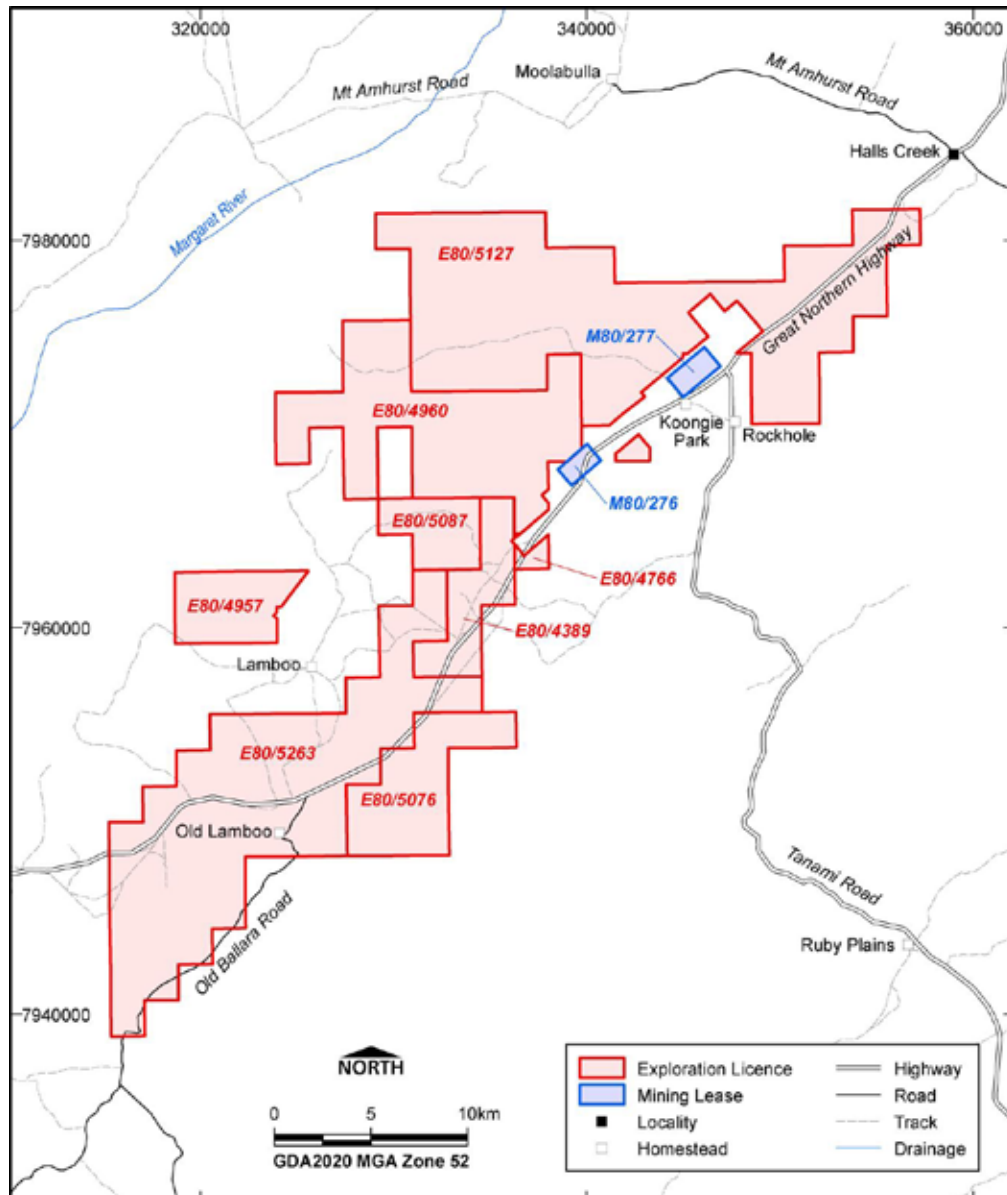 320000
340000
360000
Moolabulla
Mt Amhurst Road
Mt Amhurst Road
Halls Creek
Margaret River
7980000
E80/5127
Great Northern Highway
M80/277
E80/4960
Koongie
Park
Rockhole
M80/276
E80/5087
E80/4766
E80/4957
E80/4389
7960000
Lamboo
E80/5263
E80/5076
Old Lamboo
Tanami Road
Old Ballara Road
Ruby Plains
7940000
NORTH
0 5 10km
GDA2020 MGA Zone 52
Exploration Licence
Mining Lease
Locality
Homestead
Highway
Road
Track
Drainage